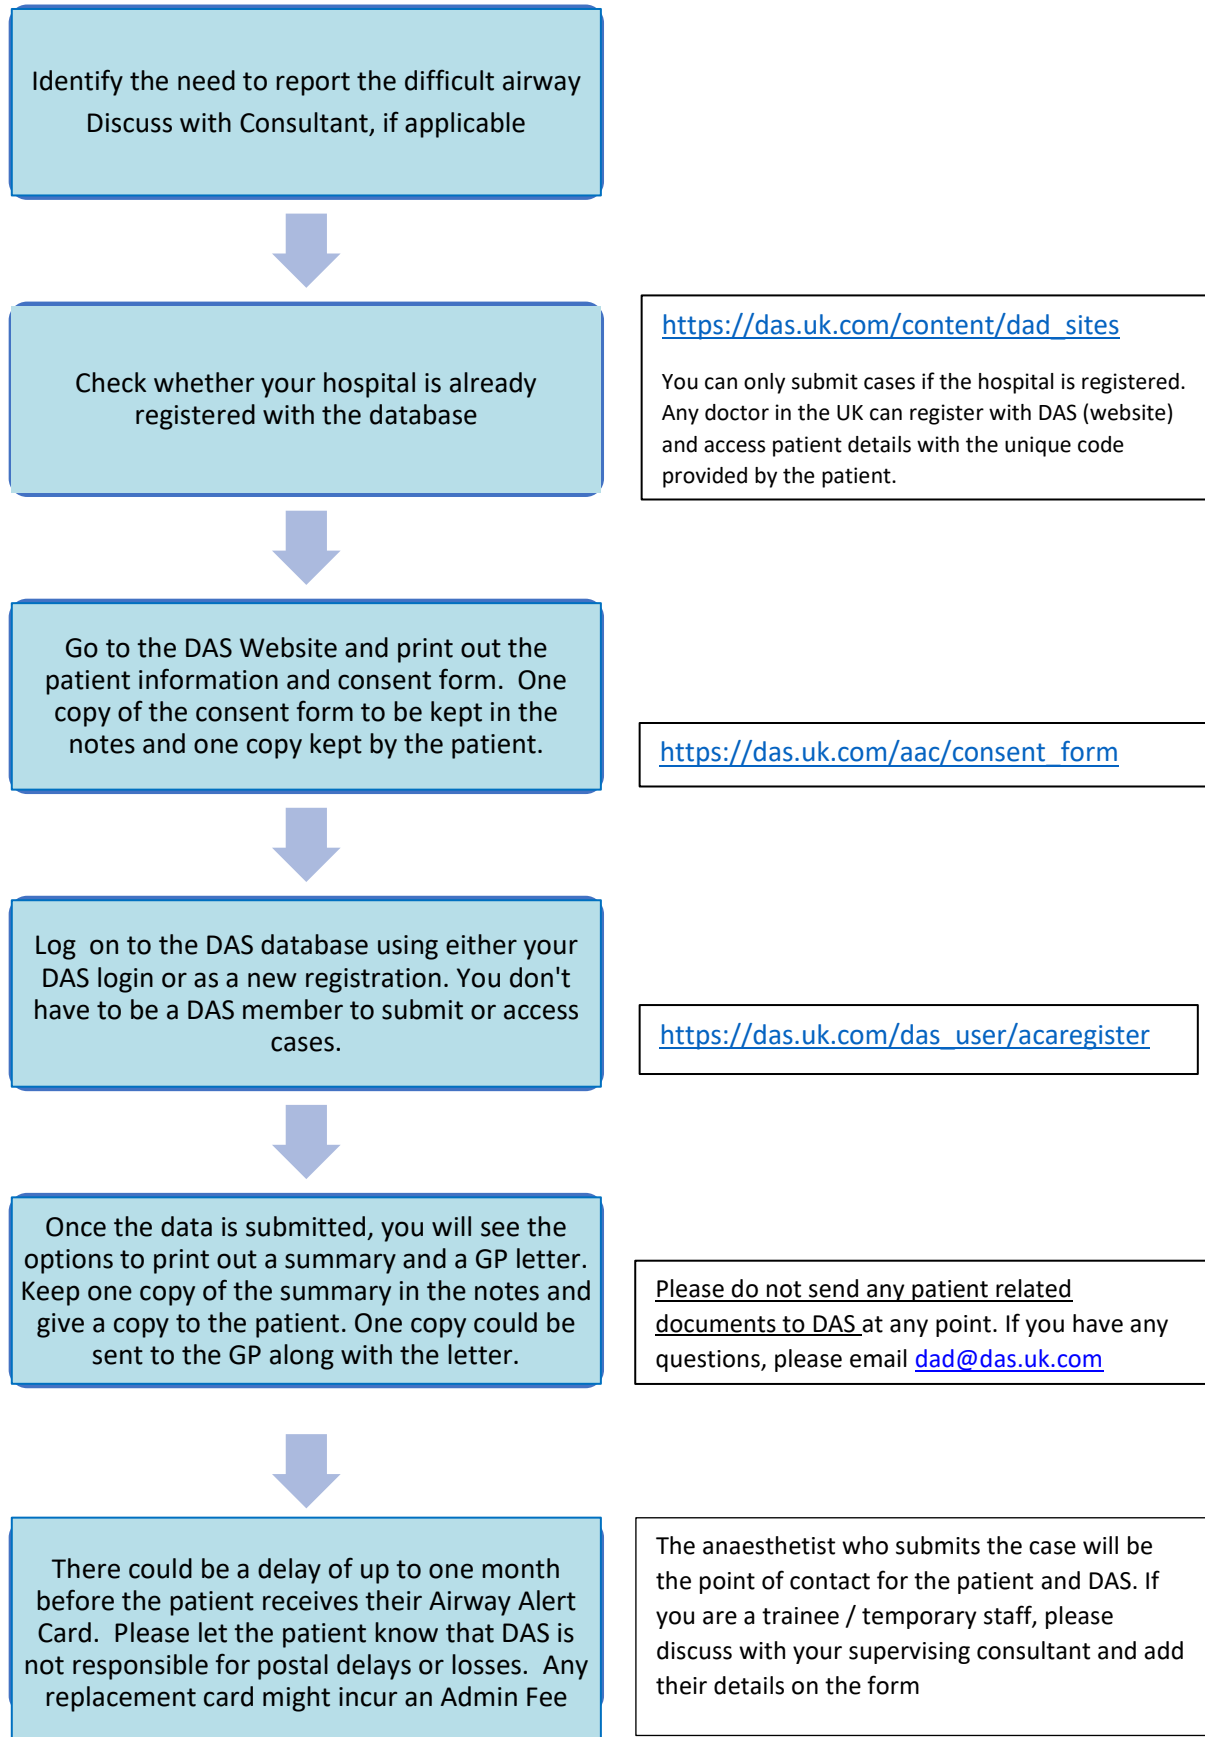 Identify the need to report the difficult airway
Discuss with Consultant, if applicable
Check whether your hospital is already
registered with the database
https://das.uk.com/content/dad_sites
You can only submit cases if the hospital is registered.
Any doctor in the UK can register with DAS (website)
and access patient details with the unique code
provided by the patient.
Go to the DAS Website and print out the
patient information and consent form.  One
copy of the consent form to be kept in the
notes and one copy kept by the patient.
https://das.uk.com/aac/consent_form
Log  on to the DAS database using either your
DAS login or as a new registration. You don't
have to be a DAS member to submit or access
cases.
https://das.uk.com/das_user/acaregister
Once the data is submitted, you will see the
options to print out a summary and a GP letter.
Keep one copy of the summary in the notes and
give a copy to the patient. One copy could be
sent to the GP along with the letter.
Please do not send any patient related
documents to DAS at any point. If you have any
questions, please email dad@das.uk.com
There could be a delay of up to one month
before the patient receives their Airway Alert
Card.  Please let the patient know that DAS is
not responsible for postal delays or losses.  Any
replacement card might incur an Admin Fee
The anaesthetist who submits the case will be
the point of contact for the patient and DAS. If
you are a trainee / temporary staff, please
discuss with your supervising consultant and add
their details on the form